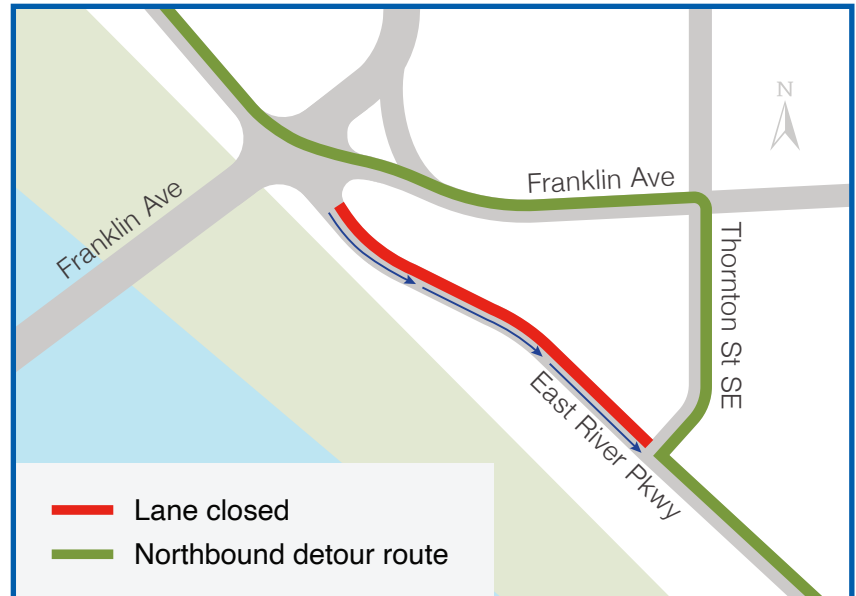 N
Franklin Ave
Franklin Ave
Thornton St SE
East River Pkwy
Lane closed
Northbound detour route